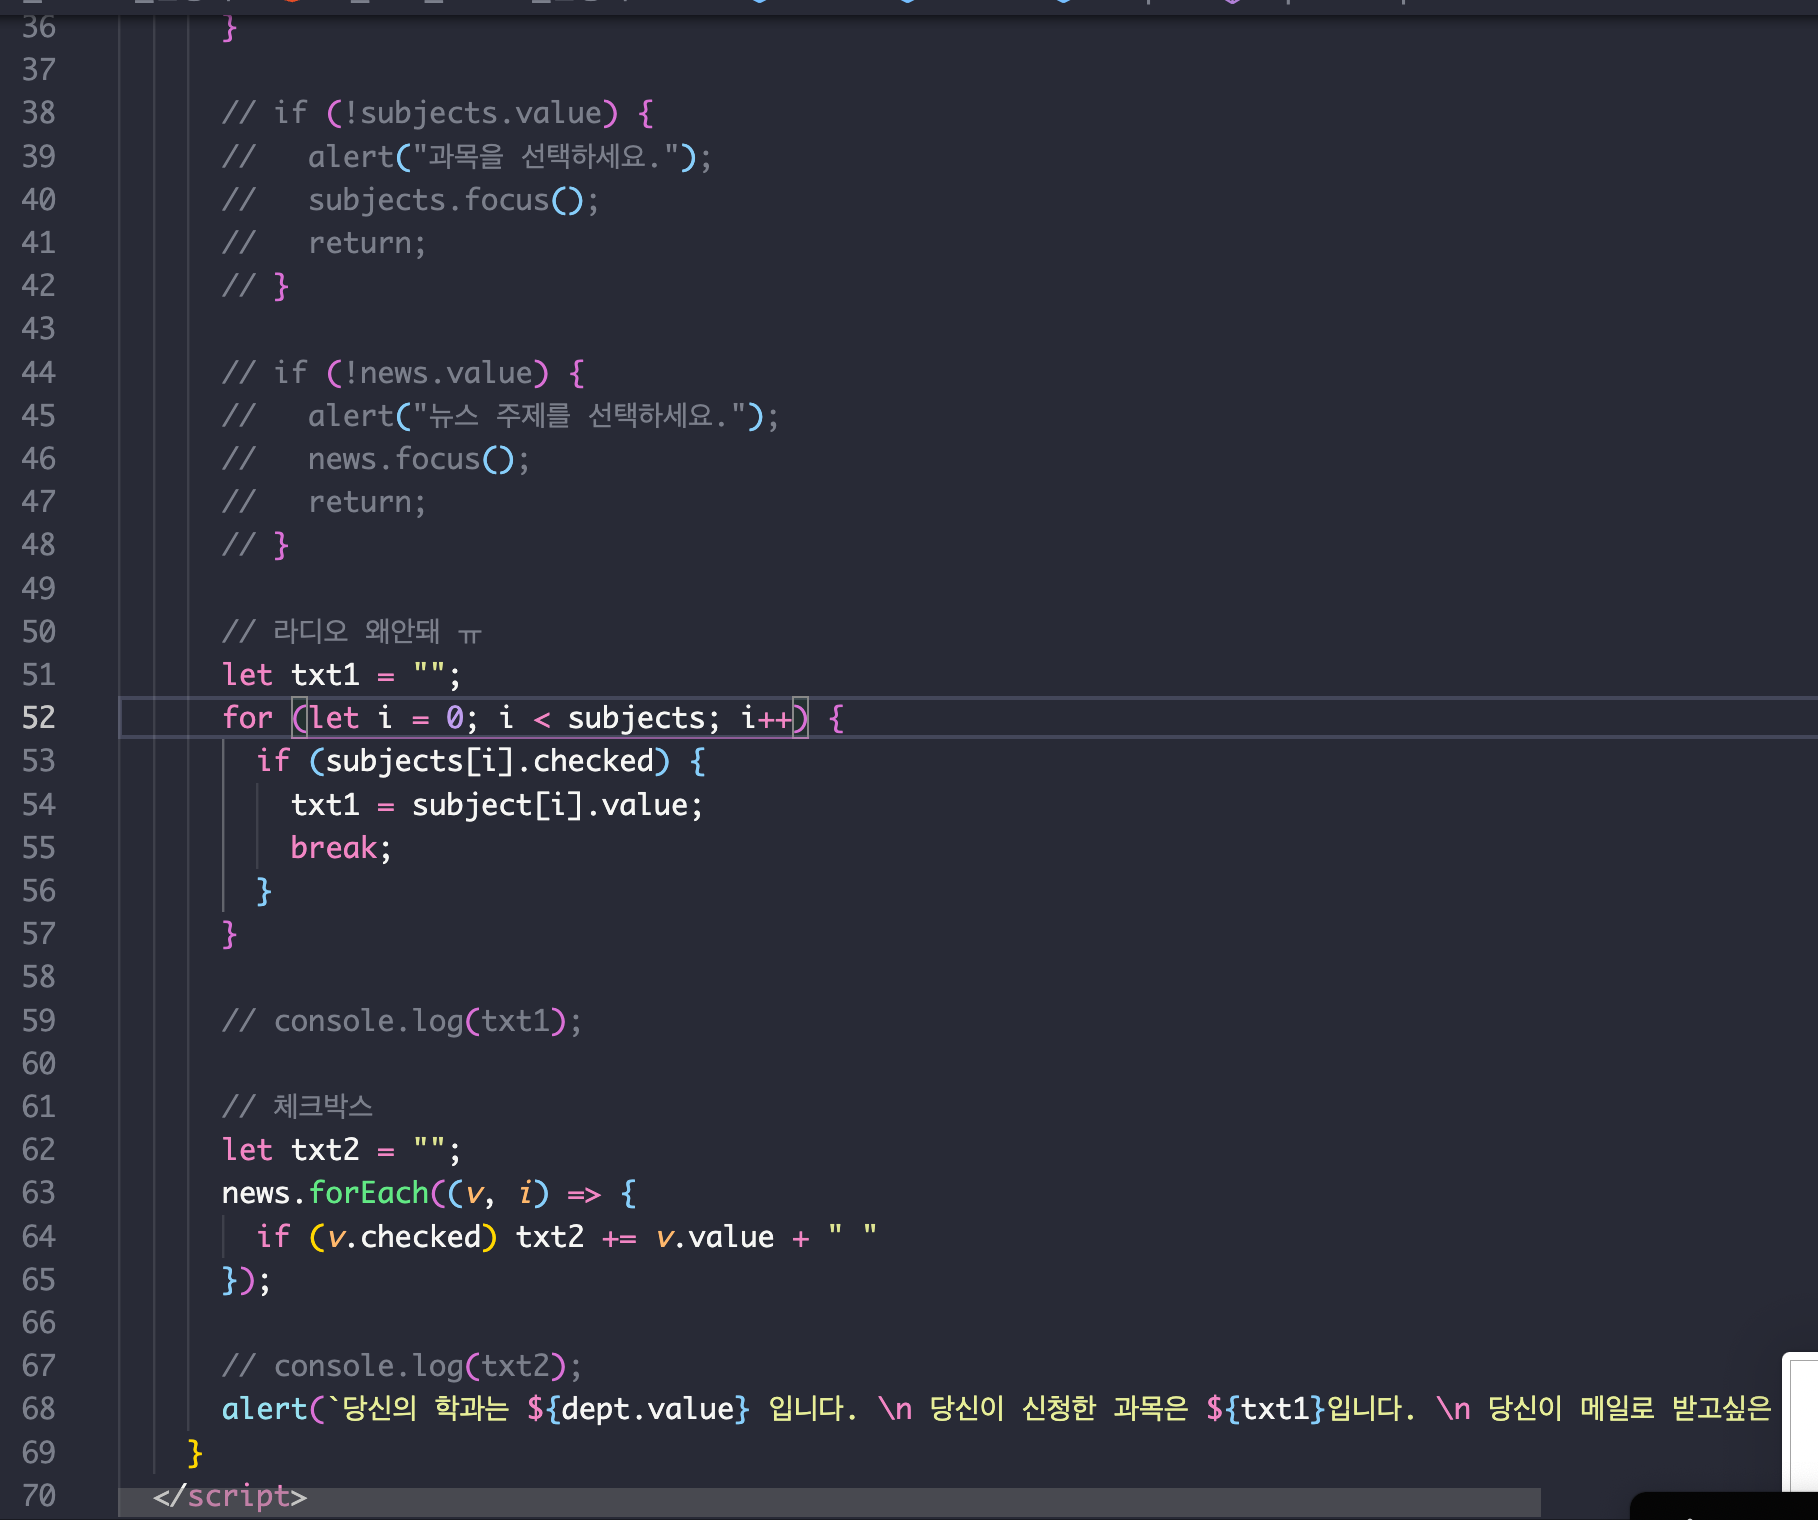 36 }
37
38 // if (!subjects.value) {
39 //   alert("과목을 선택하세요.");
40 //   subjects.focus();
41 //   return;
42 // }
43
44 // if (!news.value) {
45 //   alert("뉴스 주제를 선택하세요.");
46 //   news.focus();
47 //   return;
48 // }
49
50 // 라디오 왜안돼 ㅠ
51 let txt1 = "";
52 for (let i = 0; i < subjects; i++) {
53   if (subjects[i].checked) {
54     txt1 = subject[i].value;
55     break;
56   }
57 }
58
59 // console.log(txt1);
60
61 // 체크박스
62 let txt2 = "";
63 news.forEach((v, i) => {
64   if (v.checked) txt2 += v.value + " "
65 });
66
67 // console.log(txt2);
68 alert(`당신의 학과는 ${dept.value} 입니다. \n 당신이 신청한 과목은 ${txt1}입니다. \n 당신이 메일로 받고싶은
69 }
70 </script>